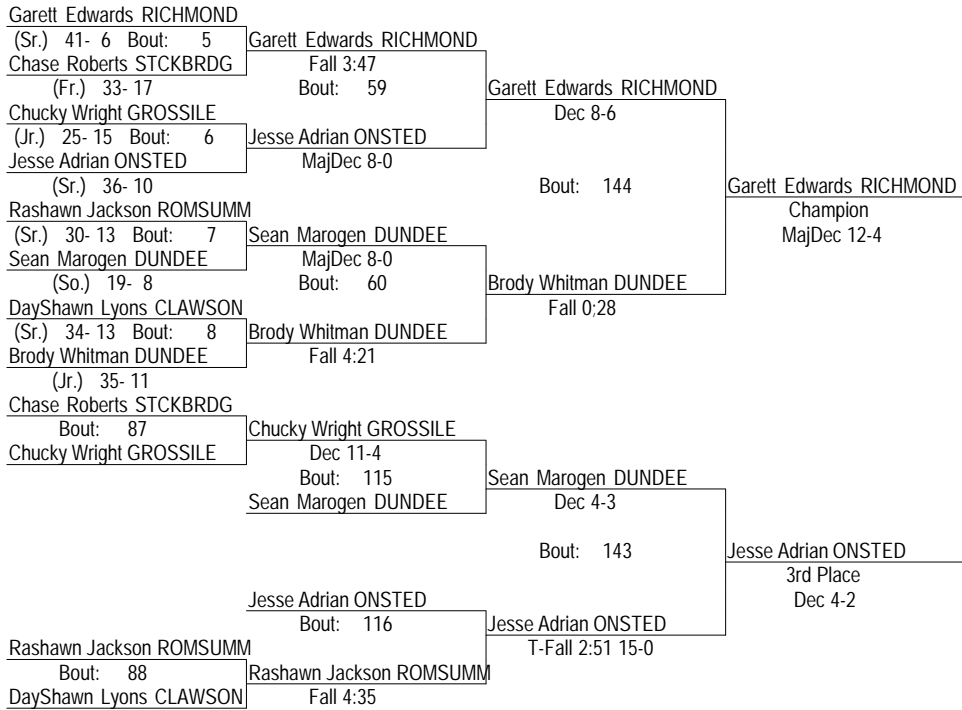 Garett Edwards RICHMOND
(Sr.) 41- 6 Bout: 5
Garett Edwards RICHMOND
Chase Roberts STCKBRDG
Fall 3:47
(Fr.) 33- 17
Bout: 59
Garett Edwards RICHMOND
Chucky Wright GROSSILE
Dec 8-6
(Jr.) 25- 15 Bout: 6
Jesse Adrian ONSTED
Jesse Adrian ONSTED
MajDec 8-0
(Sr.) 36- 10
Bout: 144
Garett Edwards RICHMOND
Rashawn Jackson ROMSUMM
Champion
(Sr.) 30- 13 Bout: 7
Sean Marogen DUNDEE
MajDec 12-4
Sean Marogen DUNDEE
MajDec 8-0
(So.) 19- 8
Bout: 60
Brody Whitman DUNDEE
DayShawn Lyons CLAWSON
Fall 0;28
(Sr.) 34- 13 Bout: 8
Brody Whitman DUNDEE
Brody Whitman DUNDEE
Fall 4:21
(Jr.) 35- 11
Chase Roberts STCKBRDG
Bout: 87
Chucky Wright GROSSILE
Chucky Wright GROSSILE
Dec 11-4
Bout: 115
Sean Marogen DUNDEE
Sean Marogen DUNDEE
Dec 4-3
Bout: 143
Jesse Adrian ONSTED
3rd Place
Jesse Adrian ONSTED
Dec 4-2
Bout: 116
Jesse Adrian ONSTED
Rashawn Jackson ROMSUMM
T-Fall 2:51 15-0
Bout: 88
Rashawn Jackson ROMSUMM
DayShawn Lyons CLAWSON
Fall 4:35